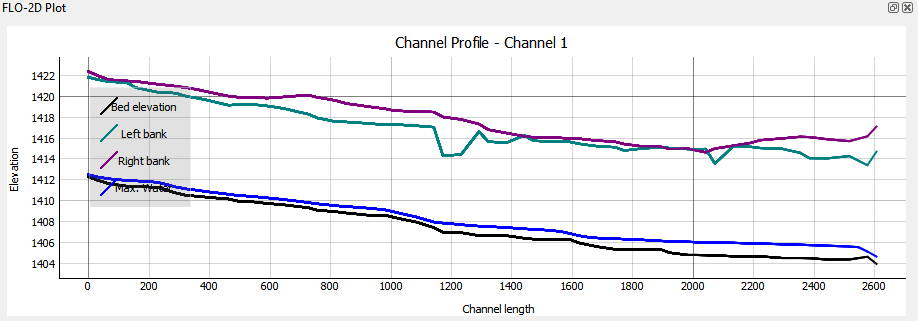 FLO-2D Plot
Channel Profile - Channel 1
1422
1420
1418
1416
1414
1412
1410
1408
1406
1404
Elevation
Bed elevation
Left bank
Right bank
Max. Water
0 200 400 600 800 1000 1200 1400 1600 1800 2000 2200 2400 2600
Channel length